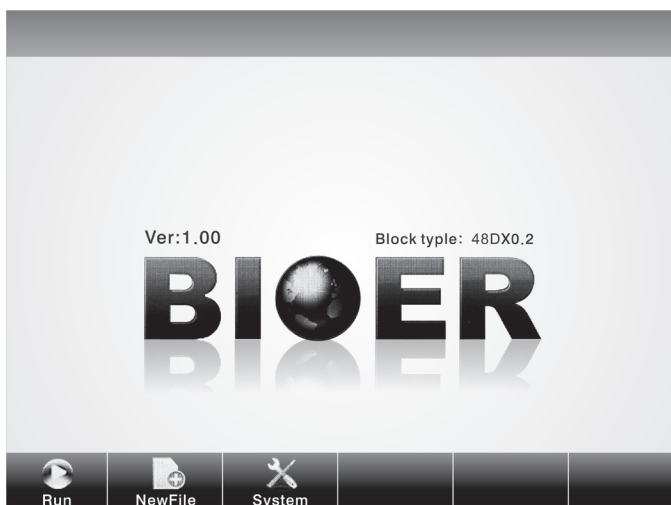 Ver:1.00
Block typle: 48DX0.2
BIOER
Run
NewFile
System